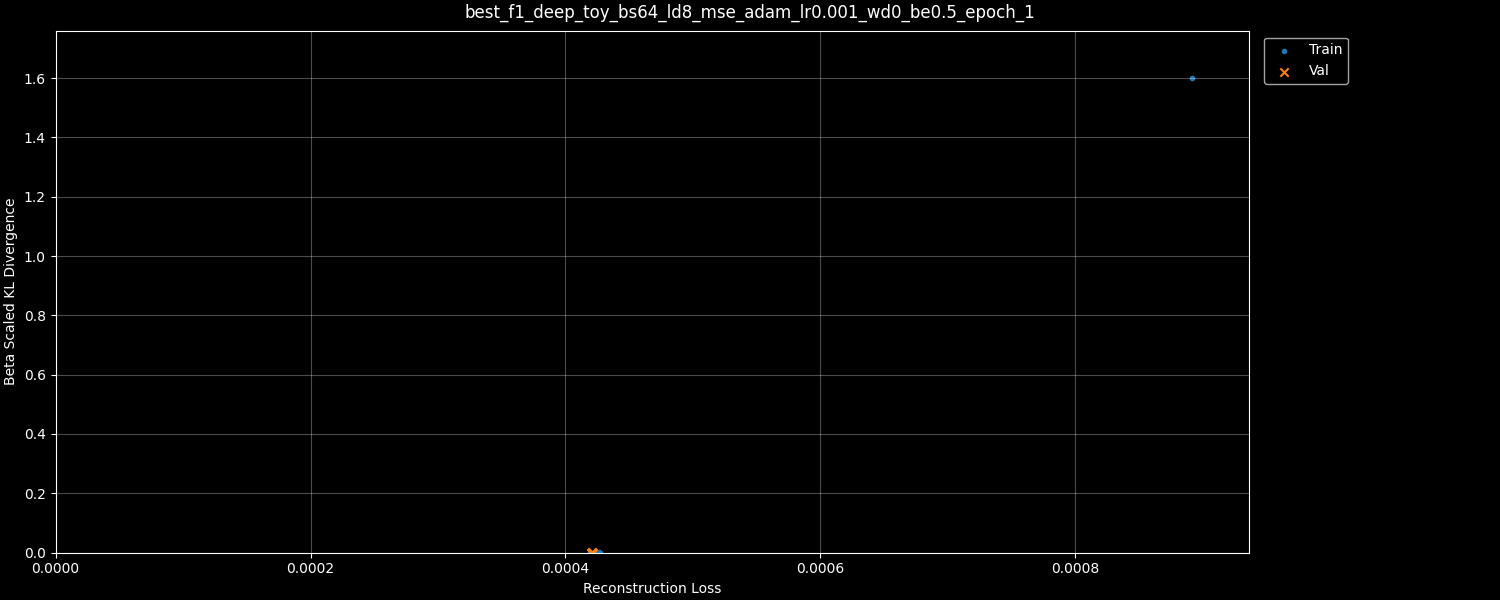 best_f1_deep_toy_bs64_ld8_mse_adam_lr0.001_wd0_be0.5_epoch_1
Train
Val
Beta Scaled KL Divergence
1.6
1.4
1.2
1.0
0.8
0.6
0.4
0.2
0.0
0.0000
0.0002
0.0004
0.0006
0.0008
Reconstruction Loss